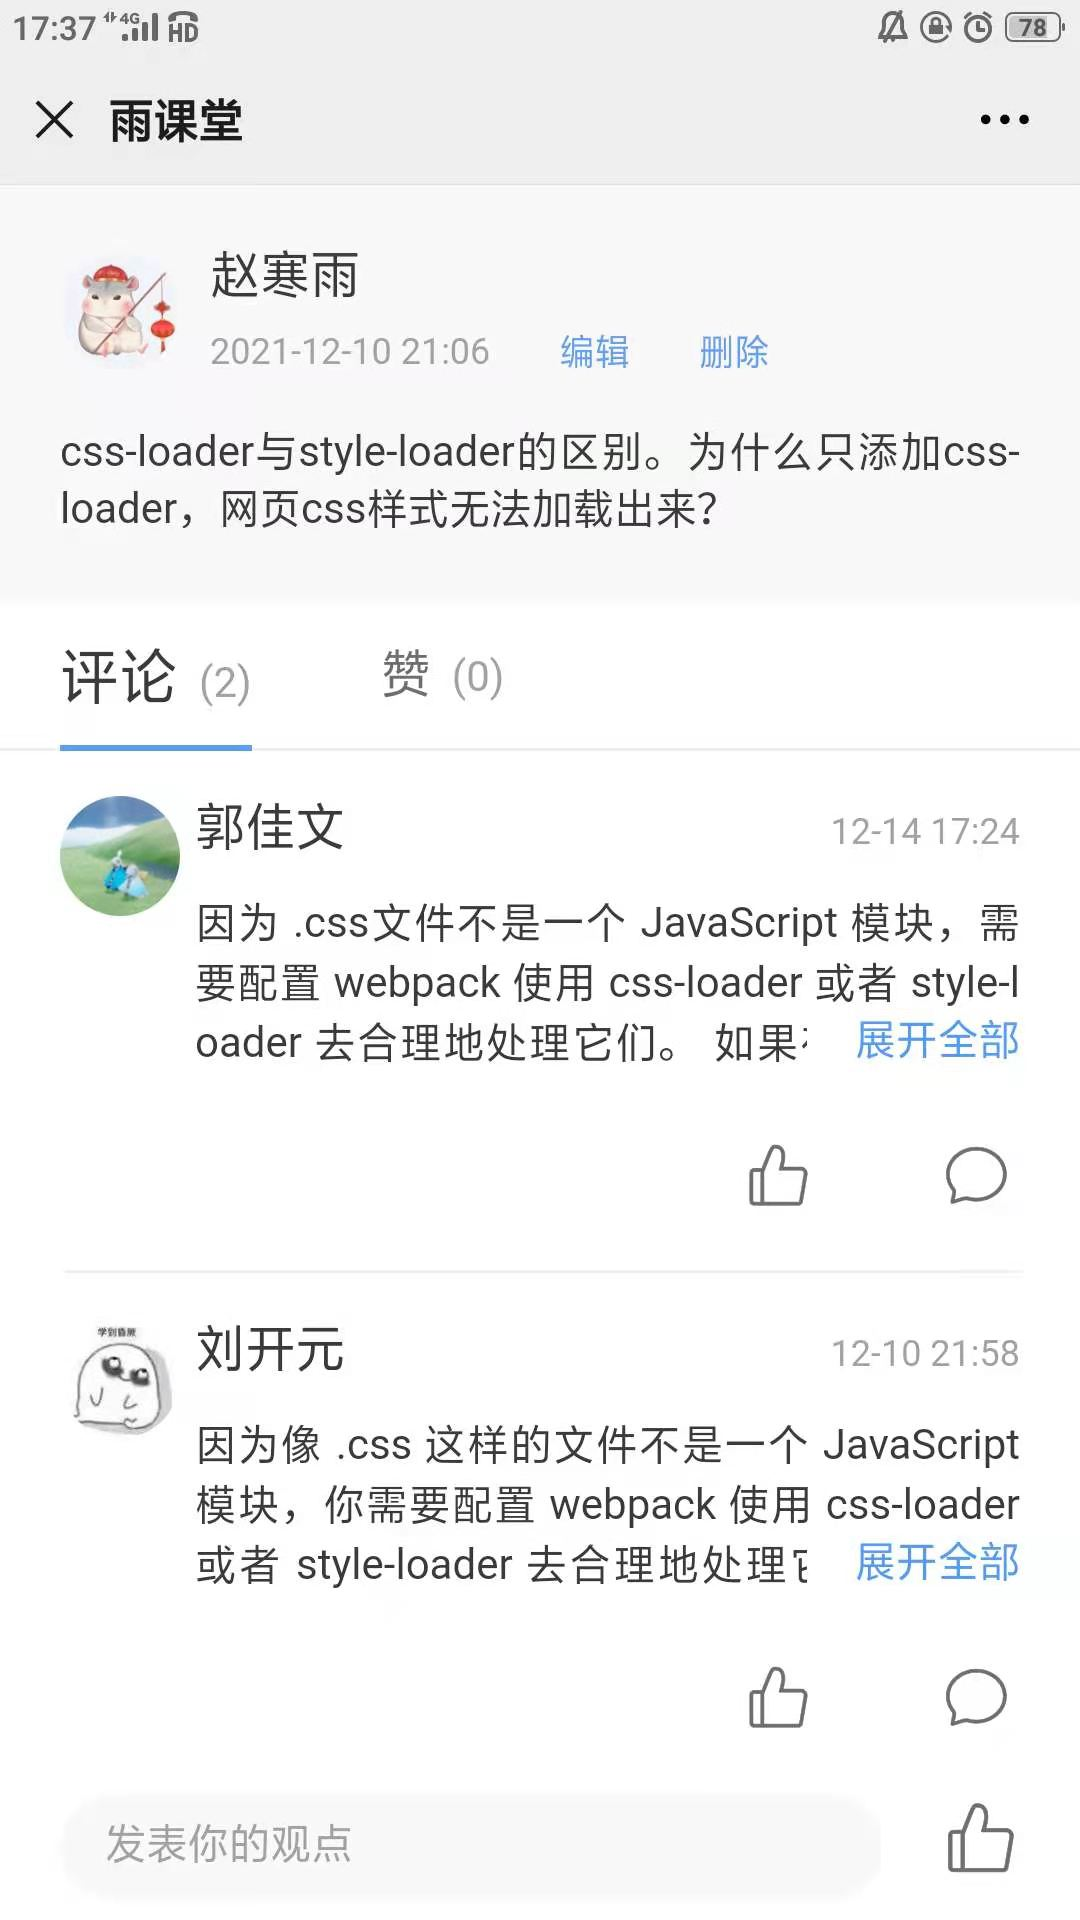 17:37 4G HD 78
雨课堂
赵寒雨
2021-12-10 21:06 编辑 删除
css-loader与style-loader的区别。为什么只添加css-
loader，网页css样式无法加载出来？
评论 (2) 赞 (0)
郭佳文 12-14 17:24
因为 .css文件不是一个 JavaScript 模块，需
要配置 webpack 使用 css-loader 或者 style-l
oader 去合理地处理它们。 如果 展开全部
学到昏厥
刘开元 12-10 21:58
因为像 .css 这样的文件不是一个 JavaScript
模块，你需要配置 webpack 使用 css-loader
或者 style-loader 去合理地处理 展开全部
发表你的观点